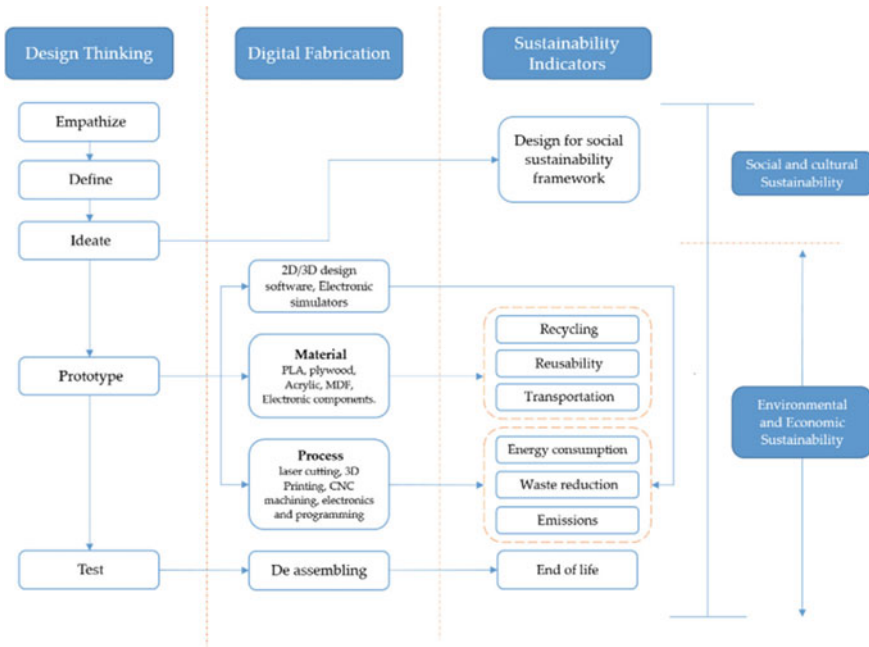 Design Thinking
Digital Fabrication
Sustainability
Indicators
Empathize
Define
Ideate
Prototype
Test
2D/3D design
software, Electronic
simulators
Material
PLA, plywood,
Acrylic, MDF,
Electronic components.
Process
laser cutting, 3D
Printing, CNC
machining, electronics
and programming
De assembling
Design for social
sustainability
framework
Recycling
Reusability
Transportation
Energy consumption
Waste reduction
Emissions
End of life
Social and cultural
Sustainability
Environmental
and Economic
Sustainability